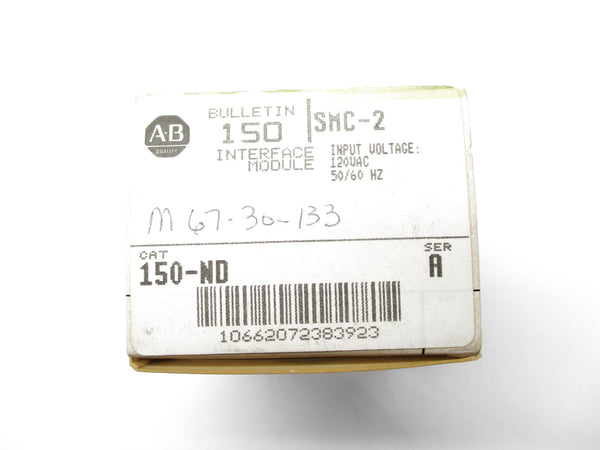 A-B
QUALITY
BULLETIN
150
INTERFACE
MODULE
SMC-2
INPUT VOLTAGE:
120VAC
50/60 HZ
M 67-30-133
CAT
150-ND
SER
A
10662072383923